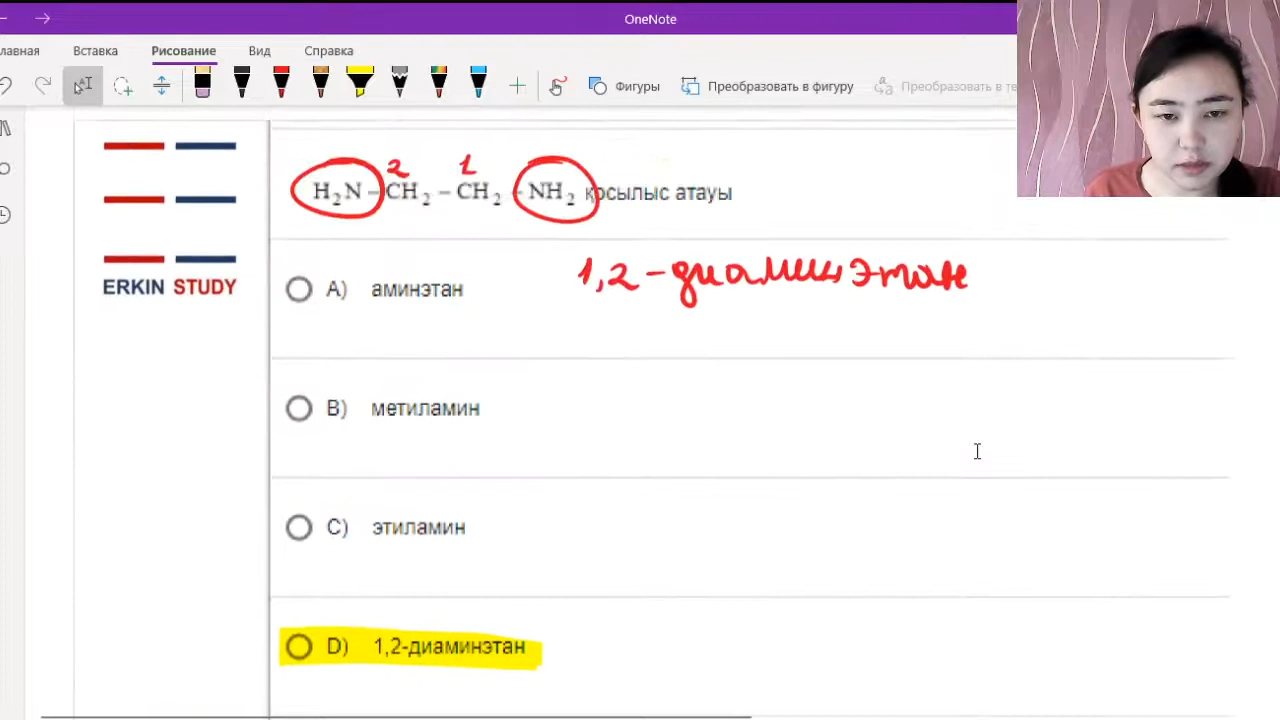 OneNote
лавная Вставка Рисование Вид Справка
Фигуры Преобразовать в фигуру Преобразовать в те
2 1
H₂N – CH₂ – CH₂ – NH₂ қосылыс атауы
1,2-диаминэтан
A) аминэтан
ERKIN STUDY
B) метиламин
C) этиламин
D) 1,2-диаминэтан